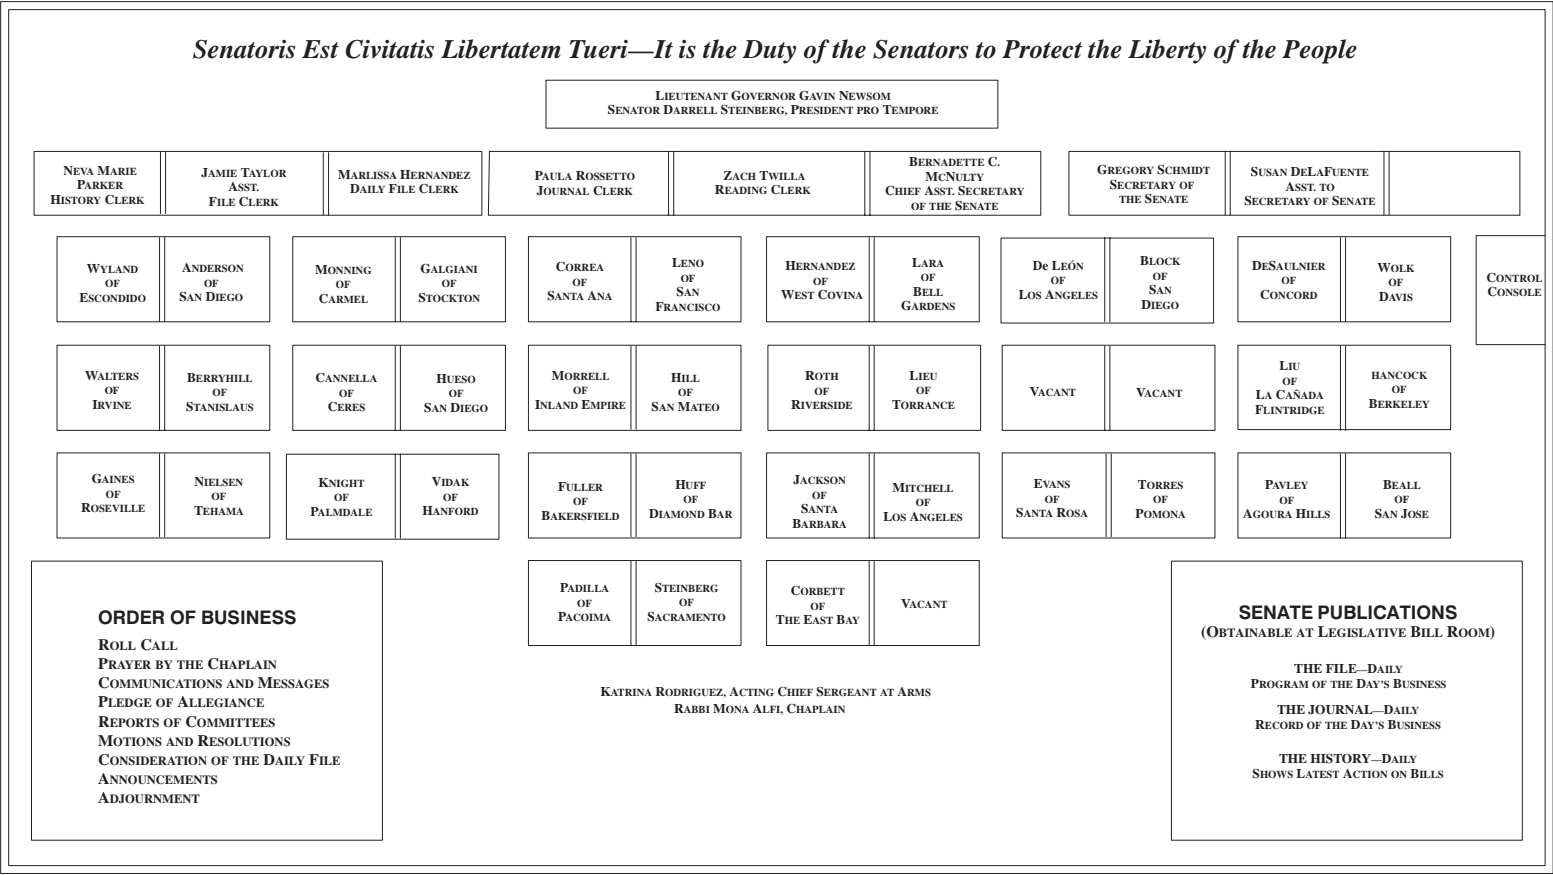 Senatoris Est Civitatis Libertatem Tueri—It is the Duty of the Senators to Protect the Liberty of the People
LIEUTENANT GOVERNOR GAVIN NEWSOM
SENATOR DARRELL STEINBERG, PRESIDENT PRO TEMPORE
NEVA MARIE
PARKER
HISTORY CLERK
JAMIE TAYLOR
ASST.
FILE CLERK
MARLISSA HERNANDEZ
DAILY FILE CLERK
PAULA ROSSETTO
JOURNAL CLERK
ZACH TWILLA
READING CLERK
BERNADETTE C.
MCNULTY
CHIEF ASST. SECRETARY
OF THE SENATE
GREGORY SCHMIDT
SECRETARY OF
THE SENATE
SUSAN DELAFUENTE
ASST. TO
SECRETARY OF SENATE
WYLAND
OF
ESCONDIDO
ANDERSON
OF
SAN DIEGO
MONNING
OF
CARMEL
GALGIANI
OF
STOCKTON
CORREA
OF
SANTA ANA
LENO
OF
SAN
FRANCISCO
HERNANDEZ
OF
WEST COVINA
LARA
OF
BELL
GARDENS
De LEÓN
OF
LOS ANGELES
BLOCK
OF
SAN
DIEGO
DESAULNIER
OF
CONCORD
WOLK
OF
DAVIS
CONTROL
CONSOLE
WALTERS
OF
IRVINE
BERRYHILL
OF
STANISLAUS
CANNELLA
OF
CERES
HUESO
OF
SAN DIEGO
MORRELL
OF
INLAND EMPIRE
HILL
OF
SAN MATEO
ROTH
OF
RIVERSIDE
LIEU
OF
TORRANCE
VACANT
VACANT
LIU
OF
LA CAÑADA
FLINTRIDGE
HANCOCK
OF
BERKELEY
GAINES
OF
ROSEVILLE
NIELSEN
OF
TEHAMA
KNIGHT
OF
PALMDALE
VIDAK
OF
HANFORD
FULLER
OF
BAKERSFIELD
HUFF
OF
DIAMOND BAR
JACKSON
OF
SANTA
BARBARA
MITCHELL
OF
LOS ANGELES
EVANS
OF
SANTA ROSA
TORRES
OF
POMONA
PAVLEY
OF
AGOURA HILLS
BEALL
OF
SAN JOSE
PADILLA
OF
PACOIMA
STEINBERG
OF
SACRAMENTO
CORBETT
OF
THE EAST BAY
VACANT
ORDER OF BUSINESS
ROLL CALL
PRAYER BY THE CHAPLAIN
COMMUNICATIONS AND MESSAGES
PLEDGE OF ALLEGIANCE
REPORTS OF COMMITTEES
MOTIONS AND RESOLUTIONS
CONSIDERATION OF THE DAILY FILE
ANNOUNCEMENTS
ADJOURNMENT
KATRINA RODRIGUEZ, ACTING CHIEF SERGEANT AT ARMS
RABBI MONA ALFI, CHAPLAIN
SENATE PUBLICATIONS
(OBTAINABLE AT LEGISLATIVE BILL ROOM)
THE FILE—DAILY
PROGRAM OF THE DAY'S BUSINESS
THE JOURNAL—DAILY
RECORD OF THE DAY'S BUSINESS
THE HISTORY—DAILY
SHOWS LATEST ACTION ON BILLS